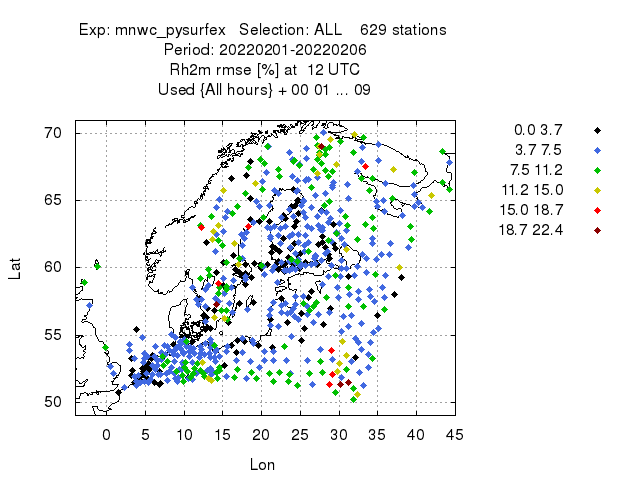 Exp: mnwc_pysurfex   Selection: ALL    629 stations
Period: 20220201-20220206
Rh2m rmse [%] at  12 UTC
Used {All hours} + 00 01 ... 09
0.0 3.7
3.7 7.5
7.5 11.2
11.2 15.0
15.0 18.7
18.7 22.4
70
65
60
55
50
Lat
0 5 10 15 20 25 30 35 40 45
Lon